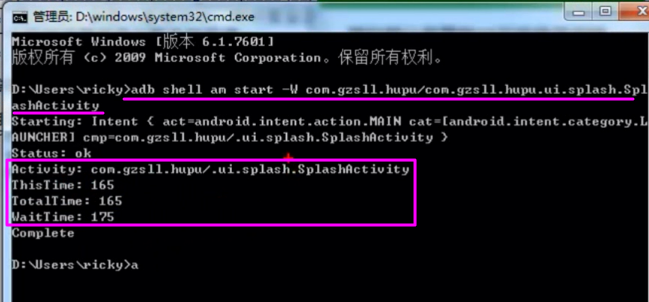 管理员: D:\windows\system32\cmd.exe
Microsoft Windows [版本 6.1.7601]
版权所有 (c) 2009 Microsoft Corporation。保留所有权利。
D:\Users\ricky>adb shell am start -W com.gzsll.hupu/com.gzsll.hupu.ui.splash.Spl
ashActivity
Starting: Intent { act=android.intent.action.MAIN cat=[android.intent.category.L
AUNCHER] cmp=com.gzsll.hupu/.ui.splash.SplashActivity }
Status: ok
Activity: com.gzsll.hupu/.ui.splash.SplashActivity
ThisTime: 165
TotalTime: 165
WaitTime: 175
Complete
D:\Users\ricky>a